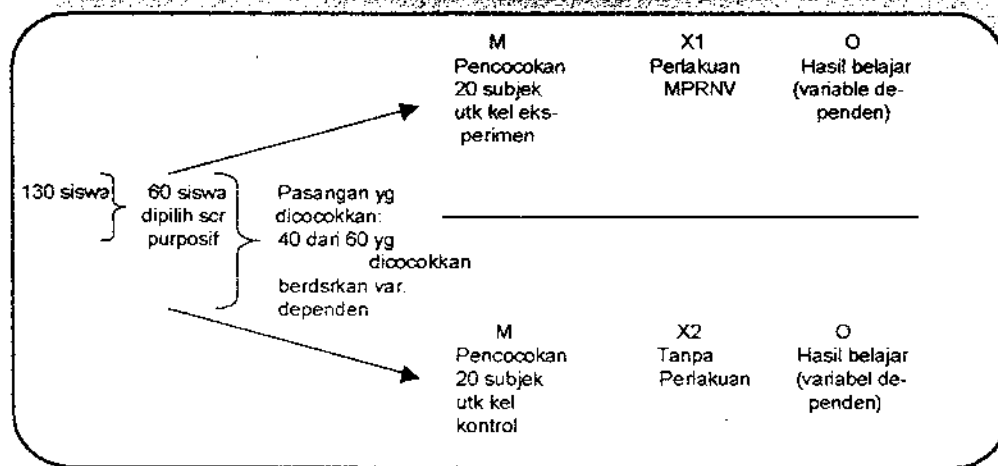 M
Pencocokan
20 subjek
utk kel eks-
perimen
X1
Perlakuan
MPRNV
O
Hasil belajar
(variable de-
penden)
130 siswa
60 siswa
dipilih scr
purposif
Pasangan yg
dicocokkan:
40 dari 60 yg
dicocokkan
berdsrkan var.
dependen
M
Pencocokan
20 subjek
utk kel
kontrol
X2
Tanpa
Perlakuan
O
Hasil belajar
(variabel de-
penden)